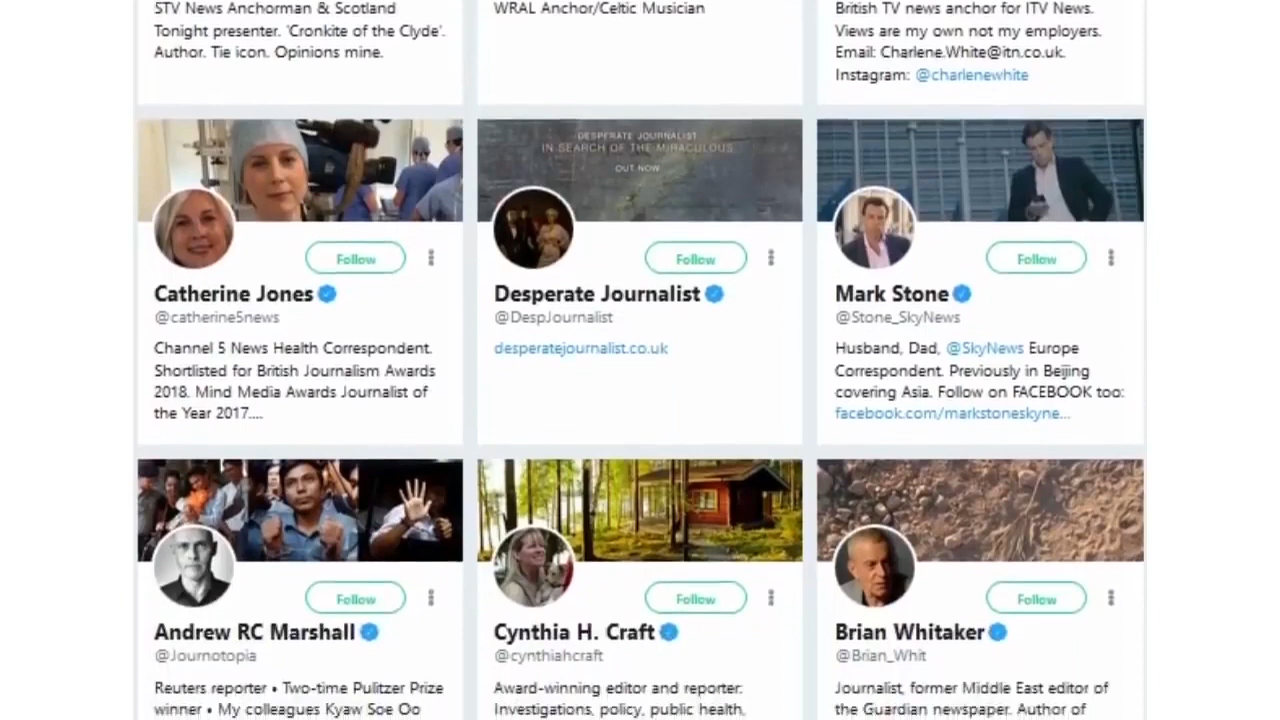 STV News Anchorman & Scotland
Tonight presenter. 'Cronkite of the Clyde'.
Author. Tie icon. Opinions mine.
WRAL Anchor/Celtic Musician
British TV news anchor for ITV News.
Views are my own not my employers.
Email: Charlene.White@itn.co.uk.
Instagram: @charlenewhite
Follow
Catherine Jones
@catherine5news
Channel 5 News Health Correspondent.
Shortlisted for British Journalism Awards
2018. Mind Media Awards Journalist of
the Year 2017....
DESPERATE JOURNALIST
IN SEARCH OF THE MIRACULOUS
OUT NOW
Follow
Desperate Journalist
@DespJournalist
desperatejournalist.co.uk
Follow
Mark Stone
@Stone_SkyNews
Husband, Dad, @SkyNews Europe
Correspondent. Previously in Beijing
covering Asia. Follow on FACEBOOK too:
facebook.com/markstoneskyne...
Follow
Andrew RC Marshall
@Journotopia
Reuters reporter • Two-time Pulitzer Prize
winner • My colleagues Kyaw Soe Oo
Follow
Cynthia H. Craft
@cynthiahcraft
Award-winning editor and reporter:
Investigations, policy, public health,
Follow
Brian Whitaker
@Brian_Whit
Journalist, former Middle East editor of
the Guardian newspaper. Author of